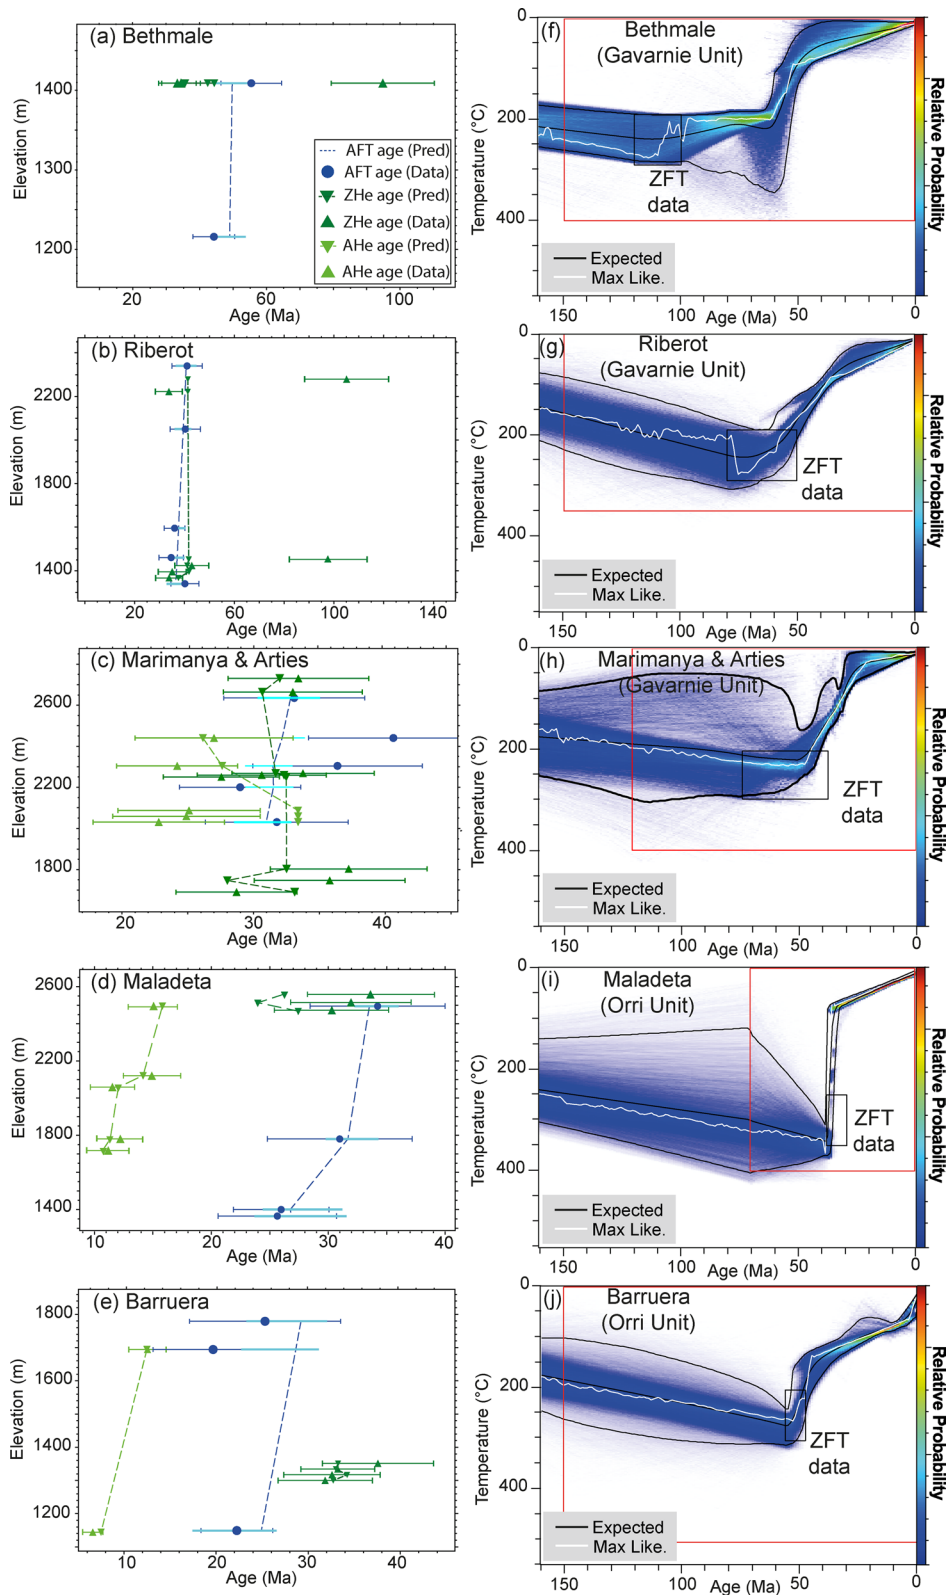 (a) Bethmale
Elevation (m)
1400
1300
1200
AFT age (Pred)
AFT age (Data)
ZHe age (Pred)
ZHe age (Data)
AHe age (Pred)
AHe age (Data)
20 60 100
Age (Ma)
(b) Riberot
Elevation (m)
2200
1800
1400
20 60 100 140
Age (Ma)
(c) Marimanya & Arties
Elevation (m)
2600
2200
1800
20 30 40
Age (Ma)
(d) Maladeta
Elevation (m)
2600
2200
1800
1400
10 20 30 40
Age (Ma)
(e) Barruera
Elevation (m)
1800
1600
1400
1200
10 20 30 40
Age (Ma)
(f) Bethmale
(Gavarnie Unit)
Temperature (°C)
0
200
400
ZFT
data
Expected
Max Like.
150 100 50 0
Age (Ma)
Relative Probability
(g) Riberot
(Gavarnie Unit)
Temperature (°C)
0
200
400
ZFT
data
Expected
Max Like.
150 100 50 0
Age (Ma)
Relative Probability
(h) Marimanya & Arties
(Gavarnie Unit)
Temperature (°C)
0
200
400
ZFT
data
Expected
Max Like.
150 100 50 0
Age (Ma)
Relative Probability
(i) Maladeta
(Orri Unit)
Temperature (°C)
0
200
400
ZFT
data
Expected
Max Like.
150 100 50 0
Age (Ma)
Relative Probability
(j) Barruera
(Orri Unit)
Temperature (°C)
0
200
400
ZFT
data
Expected
Max Like.
150 100 50 0
Age (Ma)
Relative Probability